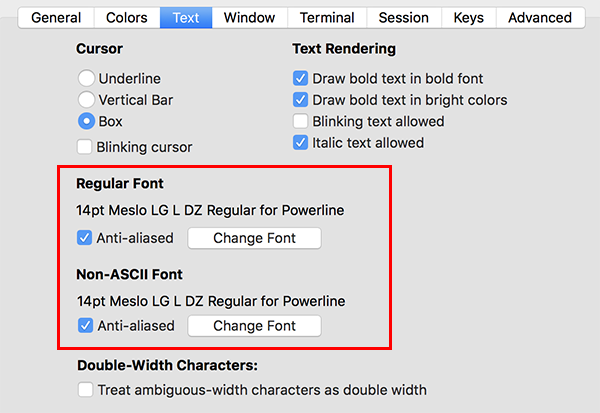 General Colors Text Window Terminal Session Keys Advanced
Cursor
Underline
Vertical Bar
Box
Blinking cursor
Text Rendering
Draw bold text in bold font
Draw bold text in bright colors
Blinking text allowed
Italic text allowed
Regular Font
14pt Meslo LG L DZ Regular for Powerline
Anti-aliased Change Font
Non-ASCII Font
14pt Meslo LG L DZ Regular for Powerline
Anti-aliased Change Font
Double-Width Characters:
Treat ambiguous-width characters as double width